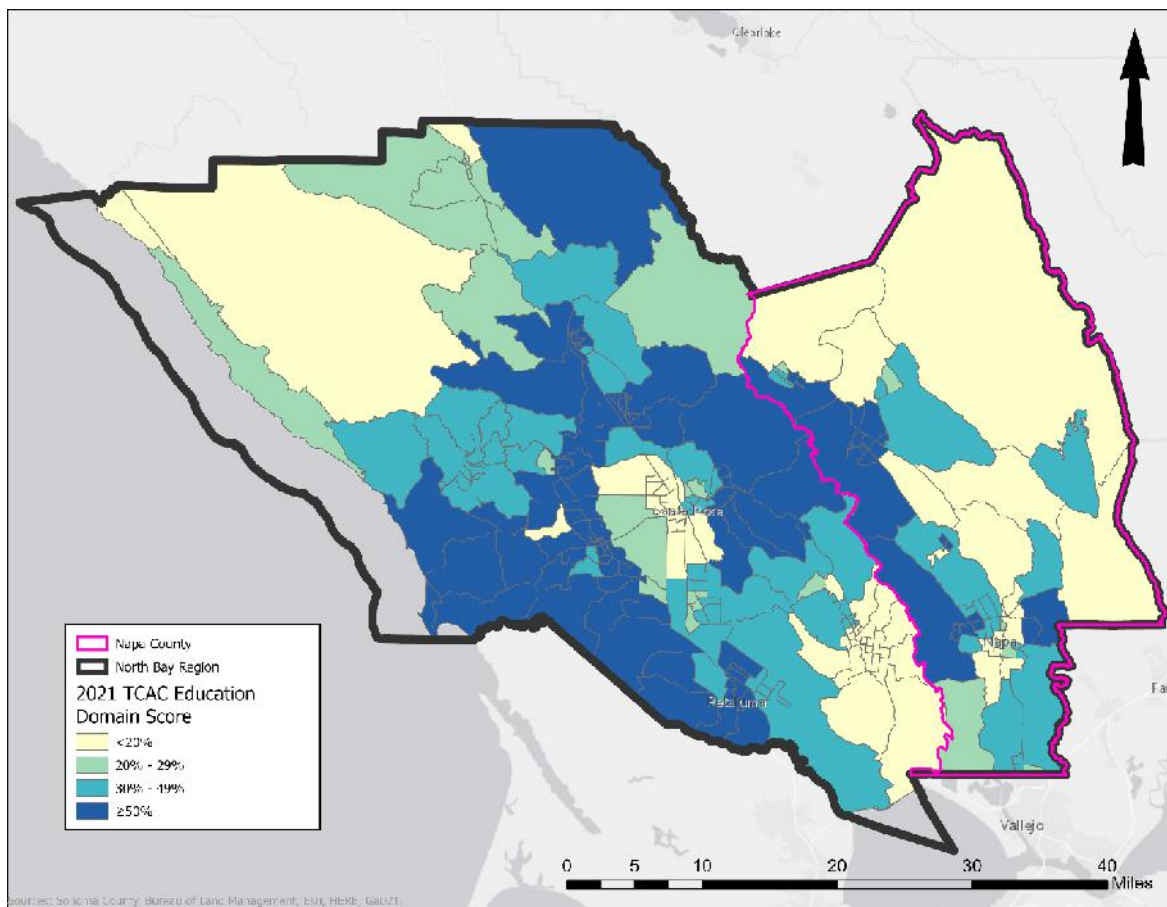 Clearlake
Santa Rosa
Napa
Petaluma
Vallejo
Napa County
North Bay Region
2021 TCAC Education
Domain Score
<20%
20% - 29%
30% - 49%
≥50%
0 5 10 20 30 40
Miles
Sources: Sonoma County, Bureau of Land Management, Esri, HERE,